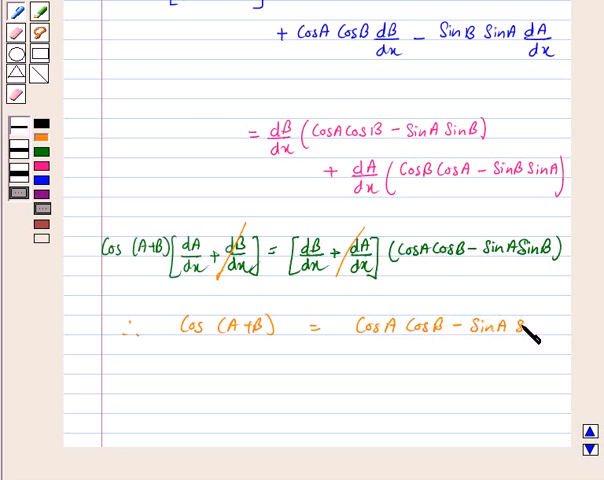 + CosA CosB dB/dx - SinB SinA dA/dx
= dB/dx (CosA CosB - SinA SinB)
+ dA/dx (CosB CosA - SinB SinA)
Cos (A+B) [dA/dx + dB/dx] = [dB/dx + dA/dx] (CosA CosB - SinA SinB)
∴ Cos (A+B) = CosA CosB - SinA S